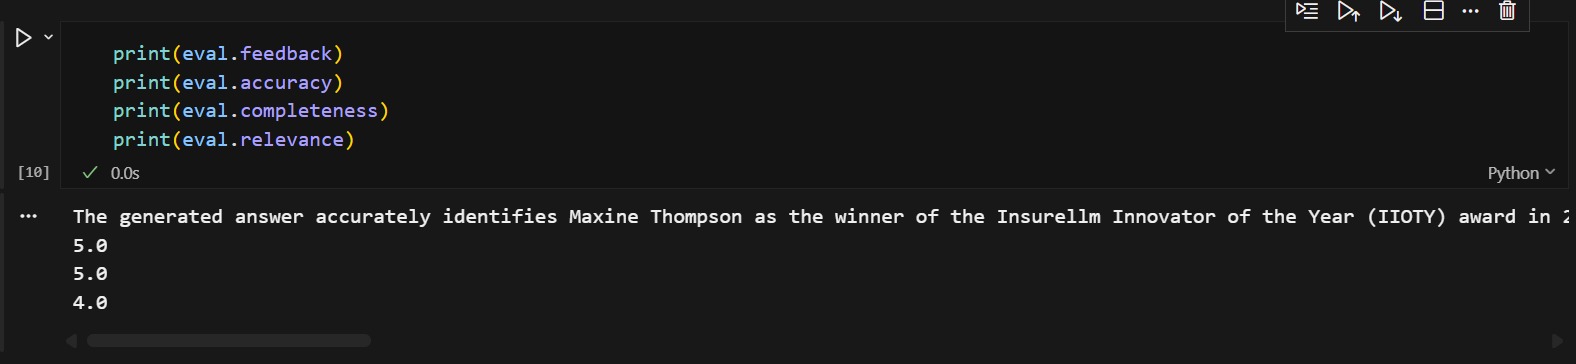 print(eval.feedback)
print(eval.accuracy)
print(eval.completeness)
print(eval.relevance)
[10]
0.0s
Python
The generated answer accurately identifies Maxine Thompson as the winner of the Insurellm Innovator of the Year (IIOTY) award in
5.0
5.0
4.0